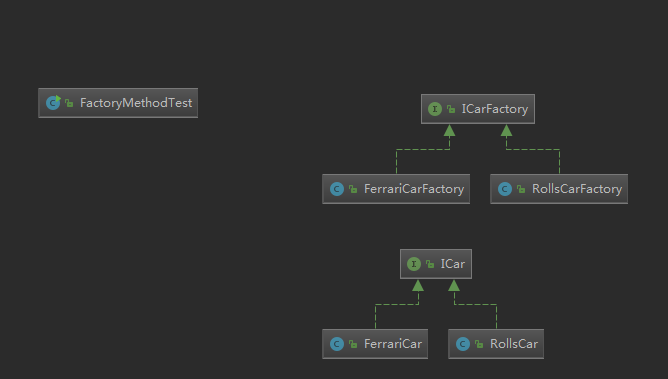 FactoryMethodTest
ICarFactory
FerrariCarFactory
RollsCarFactory
ICar
FerrariCar
RollsCar